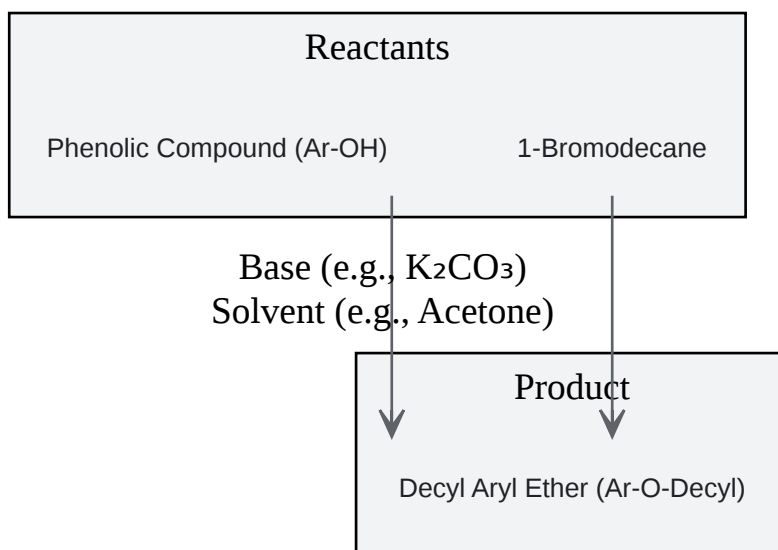 Reactants
Phenolic Compound (Ar-OH) 1-Bromodecane
Base (e.g., K₂CO₃)
Solvent (e.g., Acetone)
Product
Decyl Aryl Ether (Ar-O-Decyl)